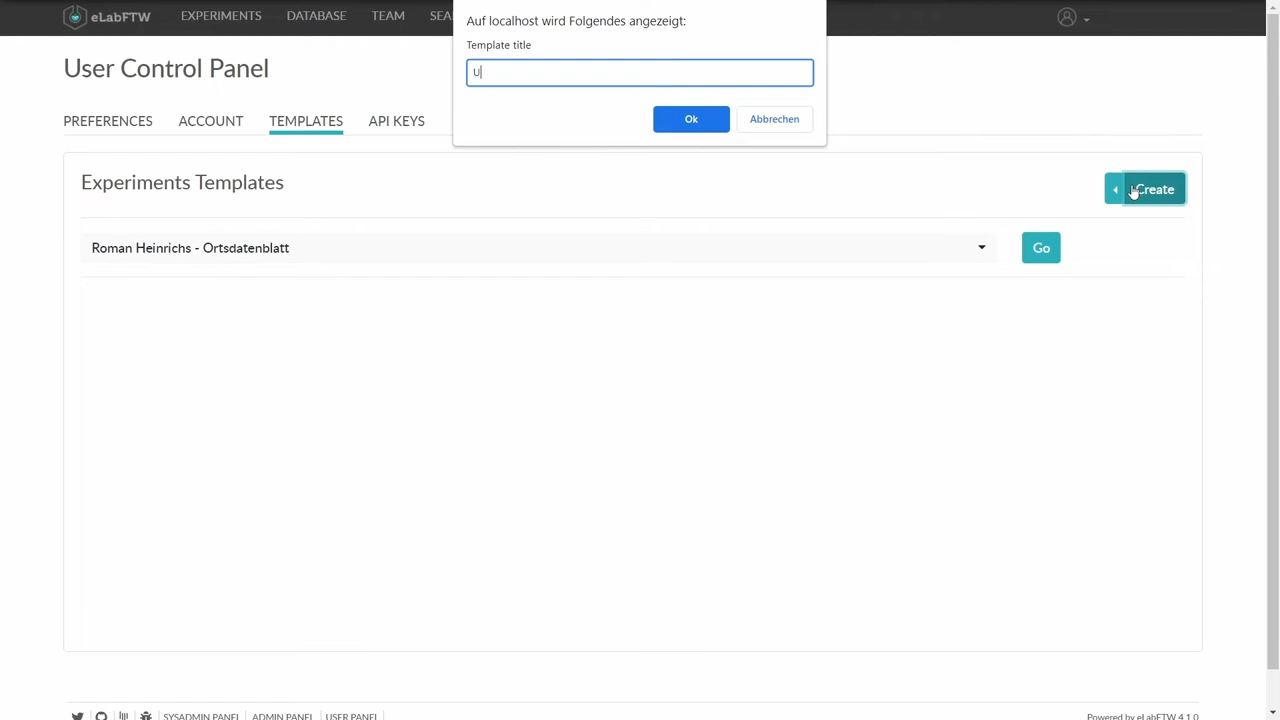 eLabFTW
EXPERIMENTS DATABASE TEAM SEA
Auf localhost wird Folgendes angezeigt:
Template title
U
Ok Abbrechen
User Control Panel
PREFERENCES ACCOUNT TEMPLATES API KEYS
Experiments Templates
Create
Roman Heinrichs - Ortsdatenblatt
Go
SYSADMIN PANEL ADMIN PANEL USER PANEL
Powered by eLabFTW 4.1.0